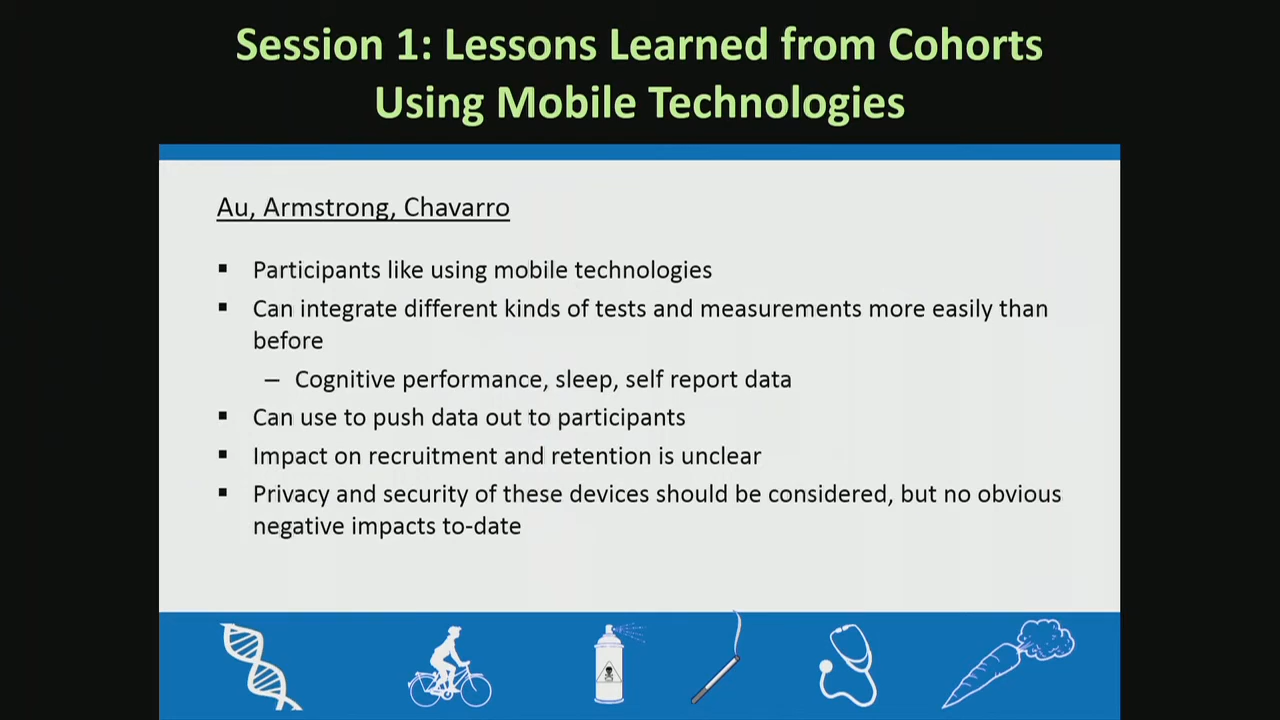 Session 1: Lessons Learned from Cohorts
Using Mobile Technologies
Au, Armstrong, Chavarro
▪ Participants like using mobile technologies
▪ Can integrate different kinds of tests and measurements more easily than
before
– Cognitive performance, sleep, self report data
▪ Can use to push data out to participants
▪ Impact on recruitment and retention is unclear
▪ Privacy and security of these devices should be considered, but no obvious
negative impacts to-date